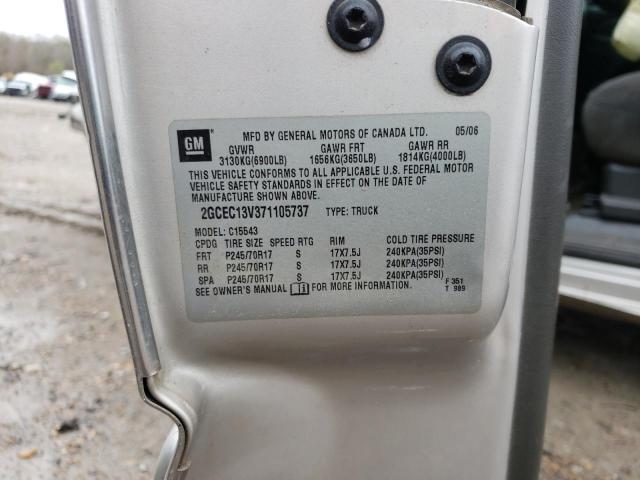 GM
MFD BY GENERAL MOTORS OF CANADA LTD. 05/06
GVWR GAWR FRT GAWR RR
3130KG(6900LB) 1656KG(3650LB) 1814KG(4000LB)
THIS VEHICLE CONFORMS TO ALL APPLICABLE U.S. FEDERAL MOTOR
VEHICLE SAFETY STANDARDS IN EFFECT ON THE DATE OF
MANUFACTURE SHOWN ABOVE.
2GCEC13V371105737 TYPE: TRUCK
MODEL: C15543
CPDG TIRE SIZE SPEED RTG RIM COLD TIRE PRESSURE
FRT P245/70R17 S 17X7.5J 240KPA(35PSI)
RR P245/70R17 S 17X7.5J 240KPA(35PSI)
SPA P245/70R17 S 17X7.5J 240KPA(35PSI)
SEE OWNER'S MANUAL FOR MORE INFORMATION.
F 351
T 989